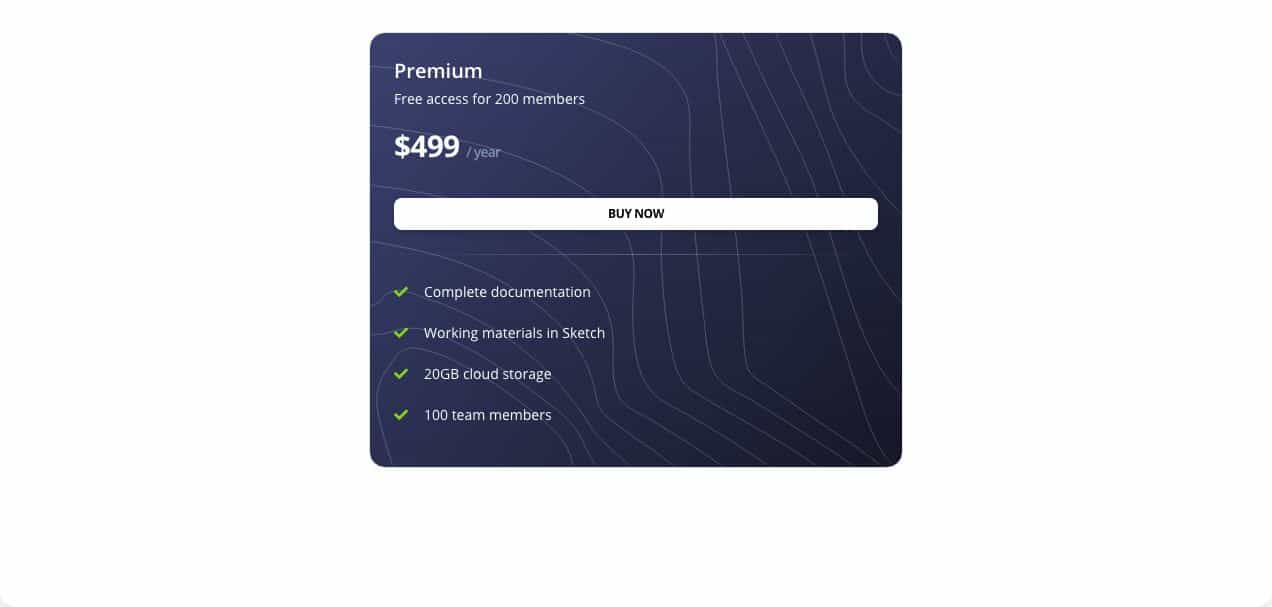 Premium
Free access for 200 members
$499 / year
BUY NOW
Complete documentation
Working materials in Sketch
20GB cloud storage
100 team members